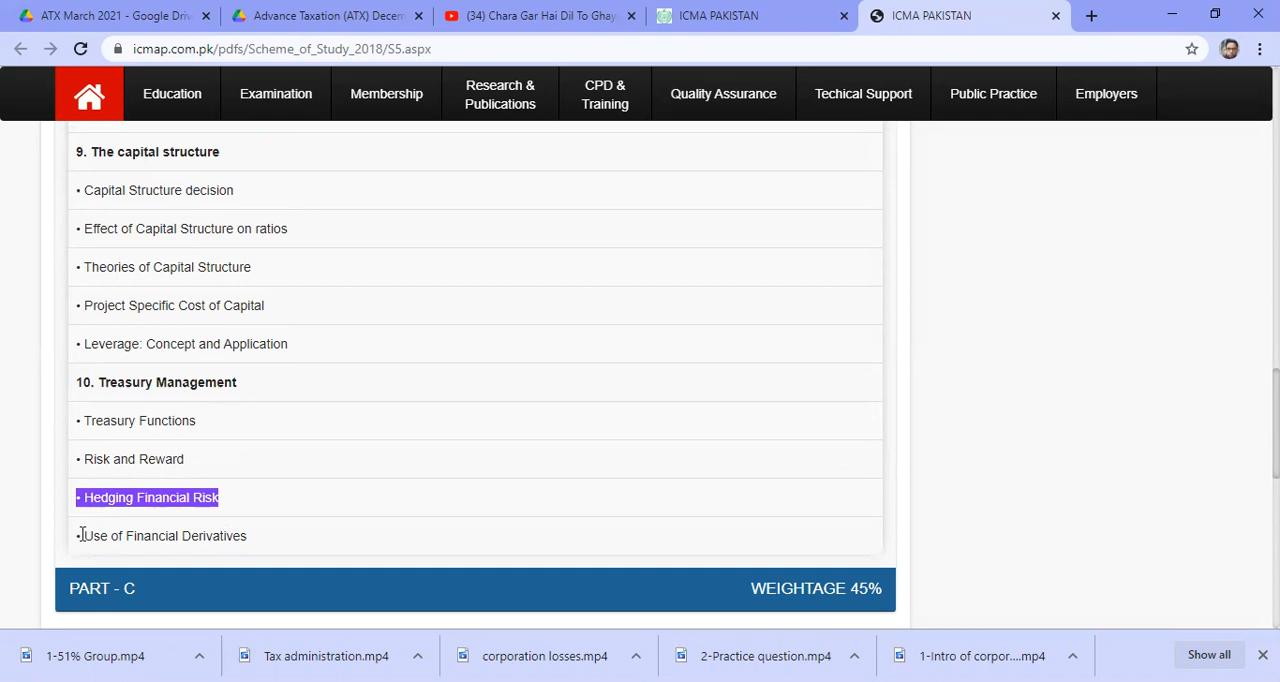 ATX March 2021 - Google Driv
Advance Taxation (ATX) Decem
(34) Chara Gar Hai Dil To Ghay
ICMA PAKISTAN
ICMA PAKISTAN
icmap.com.pk/pdfs/Scheme_of_Study_2018/S5.aspx
Education
Examination
Membership
Research &
Publications
CPD &
Training
Quality Assurance
Techical Support
Public Practice
Employers
9. The capital structure
• Capital Structure decision
• Effect of Capital Structure on ratios
• Theories of Capital Structure
• Project Specific Cost of Capital
• Leverage: Concept and Application
10. Treasury Management
• Treasury Functions
• Risk and Reward
• Hedging Financial Risk
• Use of Financial Derivatives
PART - C
WEIGHTAGE 45%
1-51% Group.mp4
Tax administration.mp4
corporation losses.mp4
2-Practice question.mp4
1-Intro of corpor....mp4
Show all